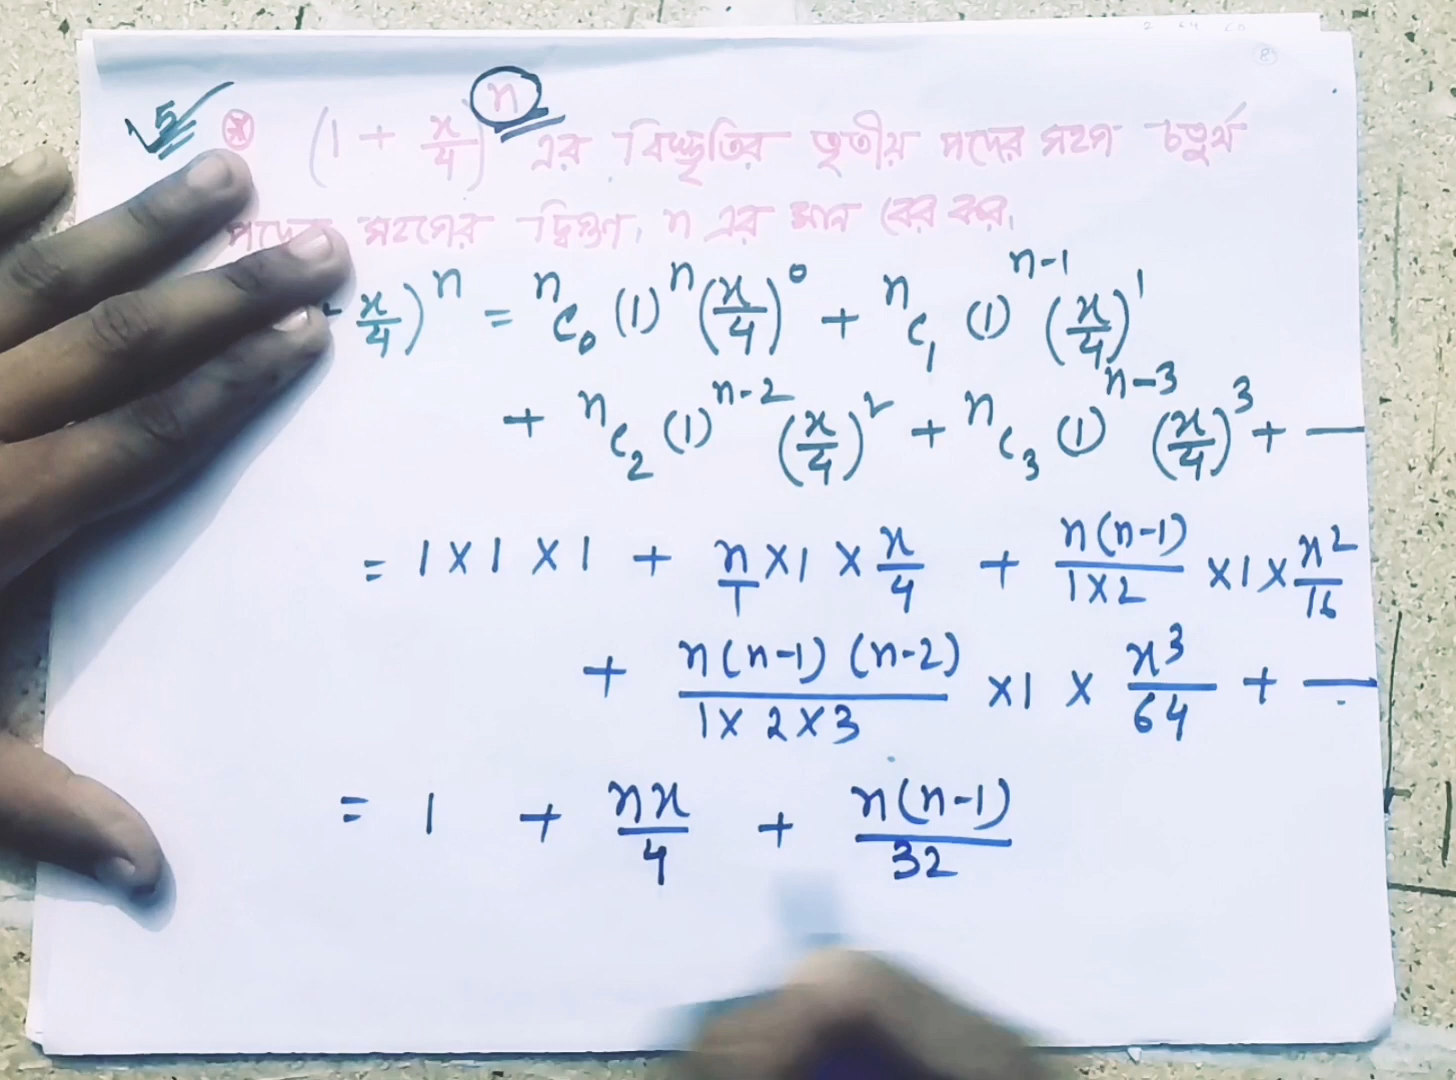 5 * (1 + x/4)^n এর বিস্তৃতির তৃতীয় পদের সহগ চতুর্থ
পদের সহগের দ্বিগুণ, n এর মান বের কর।
x/4)^n = nC0 (1)^n (x/4)^0 + nC1 (1)^(n-1) (x/4)^1
+ nC2 (1)^(n-2) (x/4)^2 + nC3 (1)^(n-3) (x/4)^3 + —
= 1 × 1 × 1 + n/1 × 1 × x/4 + n(n-1)/1×2 × 1 × x^2/16
+ n(n-1)(n-2)/1×2×3 × 1 × x^3/64 + —
= 1 + nx/4 + n(n-1)/32